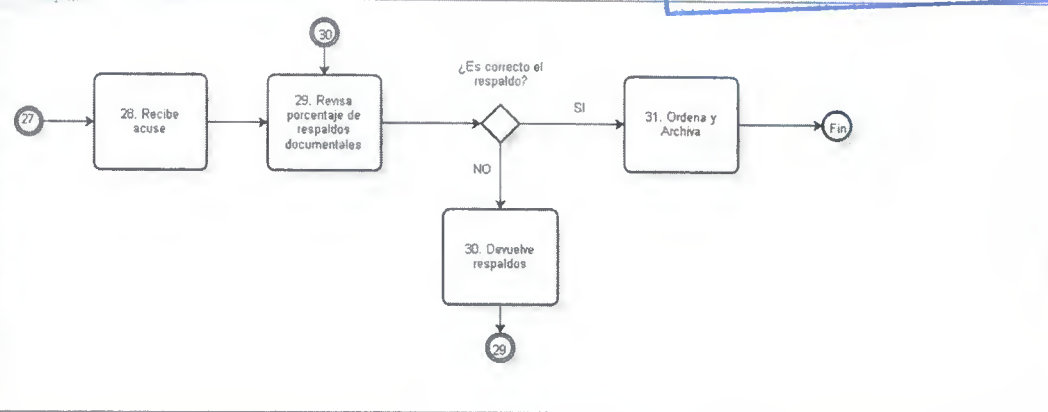 30
¿Es correcto el
respaldo?
27
28. Recibe
acuse
29. Revisa
porcentaje de
respaldos
documentales
SI
31. Ordena y
Archiva
Fin
NO
30. Devuelve
respaldos
29